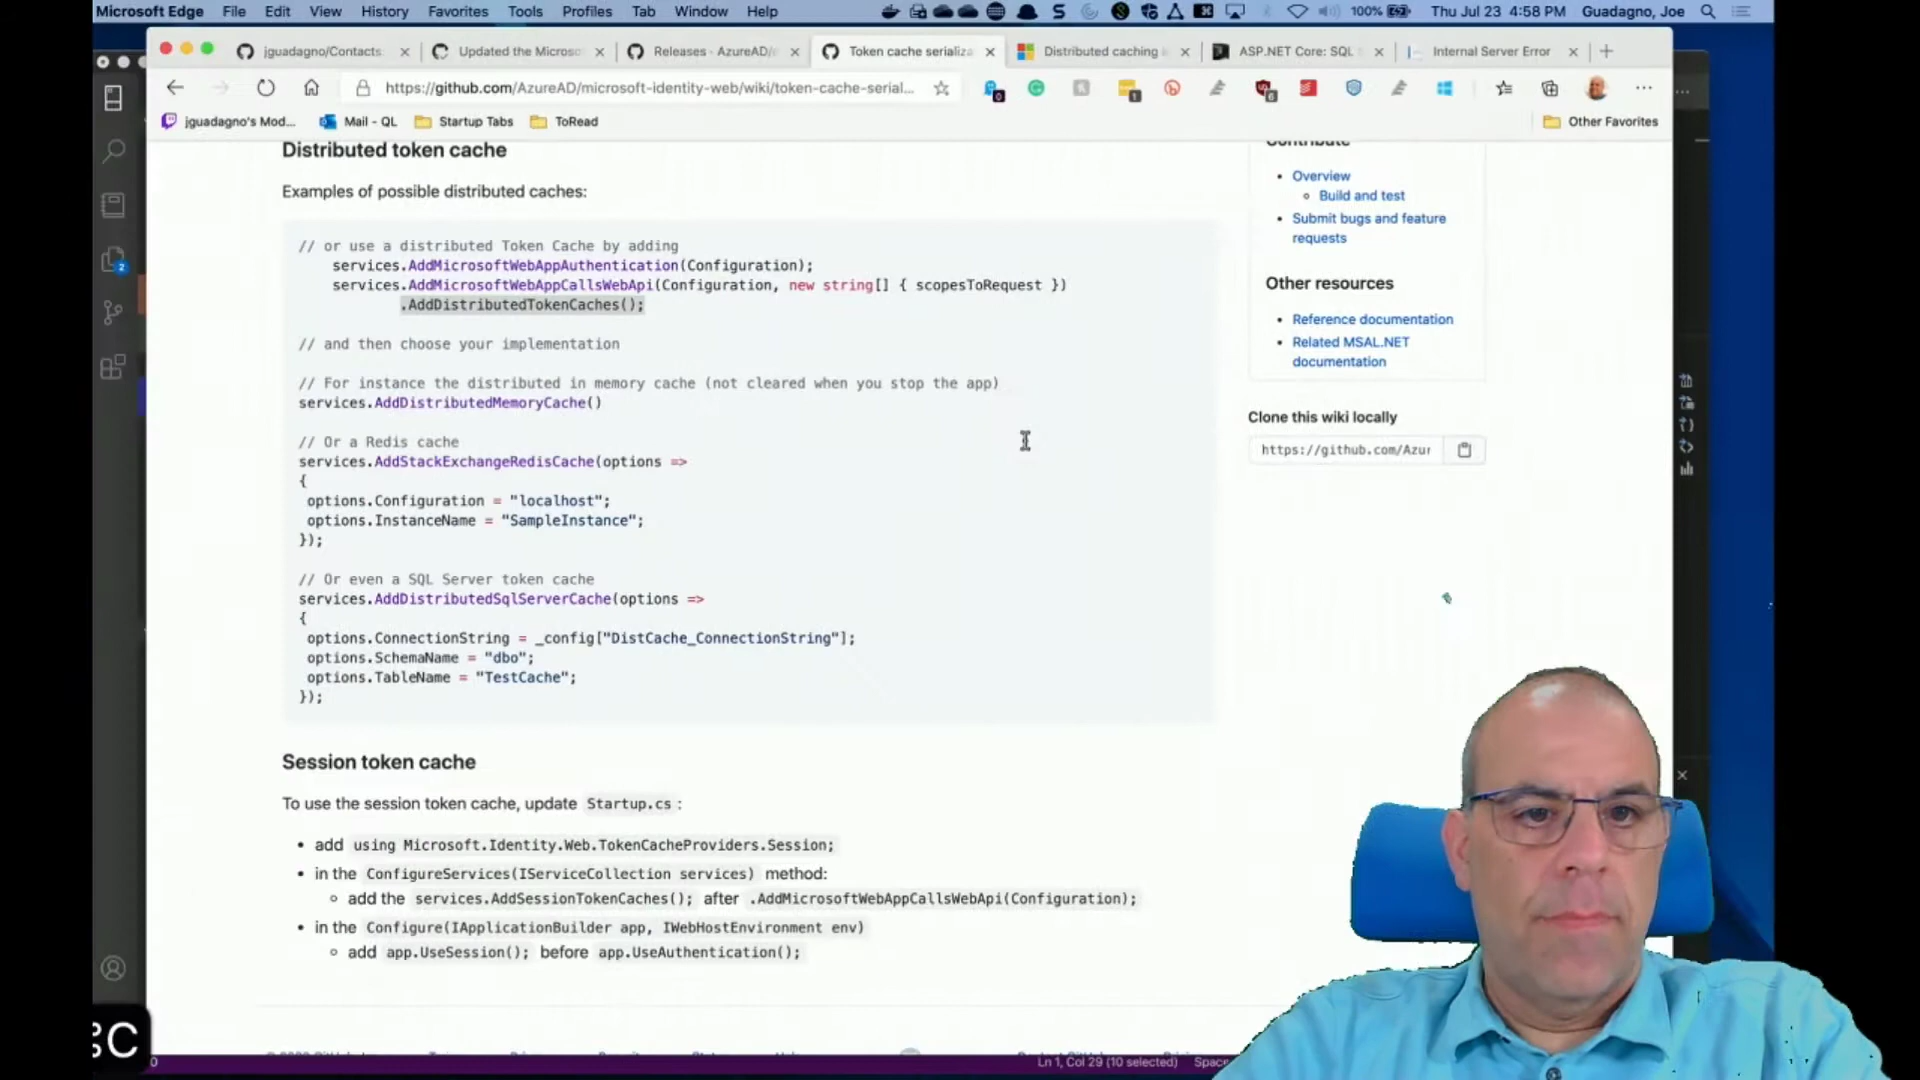 Microsoft Edge File Edit View History Favorites Tools Profiles Tab Window Help 100% Thu Jul 23 4:58 PM Guadagno, Joe
jguadagno/Contacts Updated the Microso Releases · AzureAD/ Token cache serializa Distributed caching i ASP.NET Core: SQL Internal Server Error
https://github.com/AzureAD/microsoft-identity-web/wiki/token-cache-serial...
jguadagno's Mod... Mail - QL Startup Tabs ToRead Other Favorites
Distributed token cache
Examples of possible distributed caches:
// or use a distributed Token Cache by adding
services.AddMicrosoftWebAppAuthentication(Configuration);
services.AddMicrosoftWebAppCallsWebApi(Configuration, new string[] { scopesToRequest })
.AddDistributedTokenCaches();
// and then choose your implementation
// For instance the distributed in memory cache (not cleared when you stop the app)
services.AddDistributedMemoryCache()
// Or a Redis cache
services.AddStackExchangeRedisCache(options =>
{
options.Configuration = "localhost";
options.InstanceName = "SampleInstance";
});
// Or even a SQL Server token cache
services.AddDistributedSqlServerCache(options =>
{
options.ConnectionString = _config["DistCache_ConnectionString"];
options.SchemaName = "dbo";
options.TableName = "TestCache";
});
Session token cache
To use the session token cache, update Startup.cs :
• add using Microsoft.Identity.Web.TokenCacheProviders.Session;
• in the ConfigureServices(IServiceCollection services) method:
add the services.AddSessionTokenCaches(); after .AddMicrosoftWebAppCallsWebApi(Configuration);
• in the Configure(IApplicationBuilder app, IWebHostEnvironment env)
add app.UseSession(); before app.UseAuthentication();
Contribute
• Overview
Build and test
• Submit bugs and feature
requests
Other resources
• Reference documentation
• Related MSAL.NET
documentation
Clone this wiki locally
https://github.com/Azur
⌘C
Ln 1, Col 29 (10 selected) Space